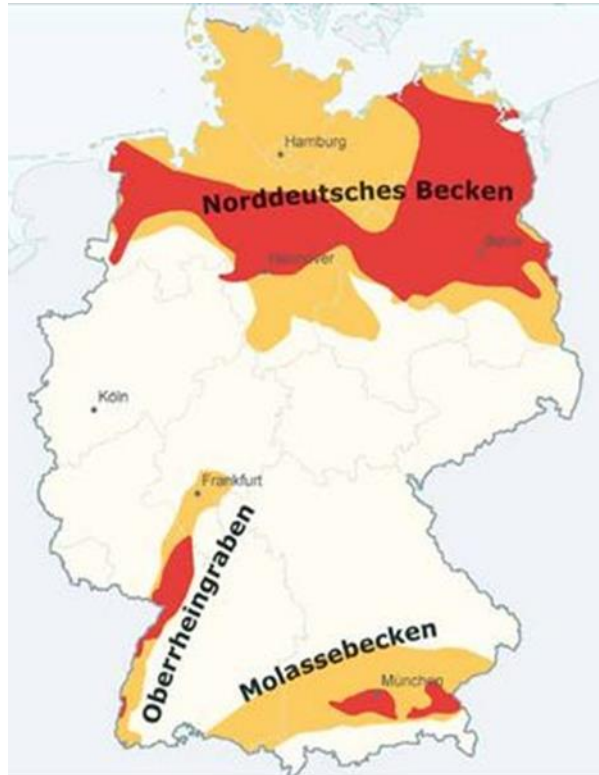 Hamburg
Norddeutsches Becken
Berlin
Hannover
Köln
Frankfurt
Oberrheingraben
Molassebecken
München